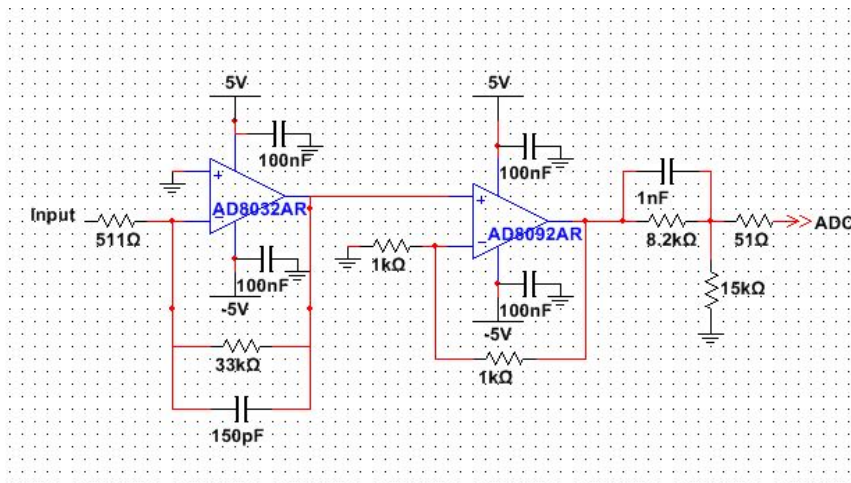 5V
5V
100nF
100nF
+
AD8032AR
−
+
AD8092AR
−
Input
511Ω
1kΩ
1nF
8.2kΩ
51Ω
ADC
100nF
-5V
100nF
-5V
15kΩ
33kΩ
1kΩ
150pF